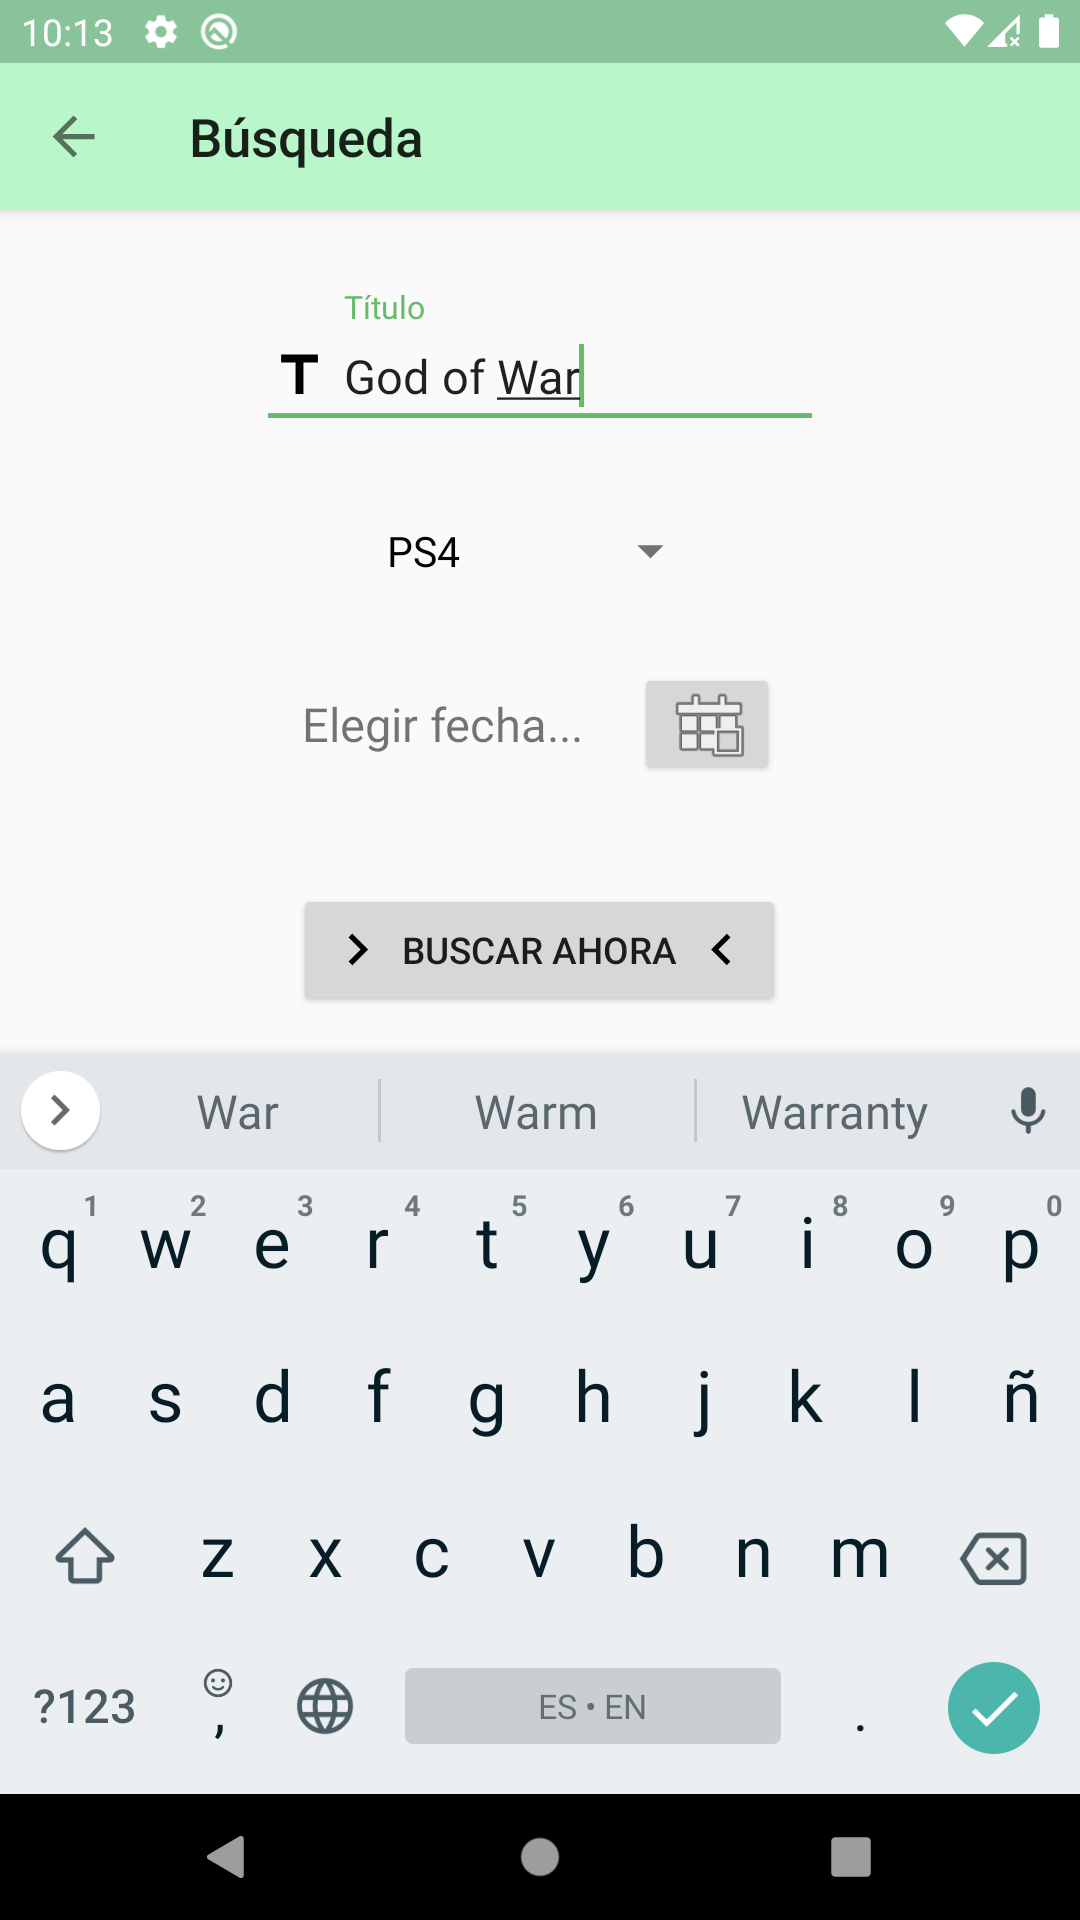 10:13
Búsqueda
Título
T God of War
PS4
Elegir fecha...
BUSCAR AHORA
War Warm Warranty
1 2 3 4 5 6 7 8 9 0
q w e r t y u i o p
a s d f g h j k l ñ
z x c v b n m
?123 , ES • EN .